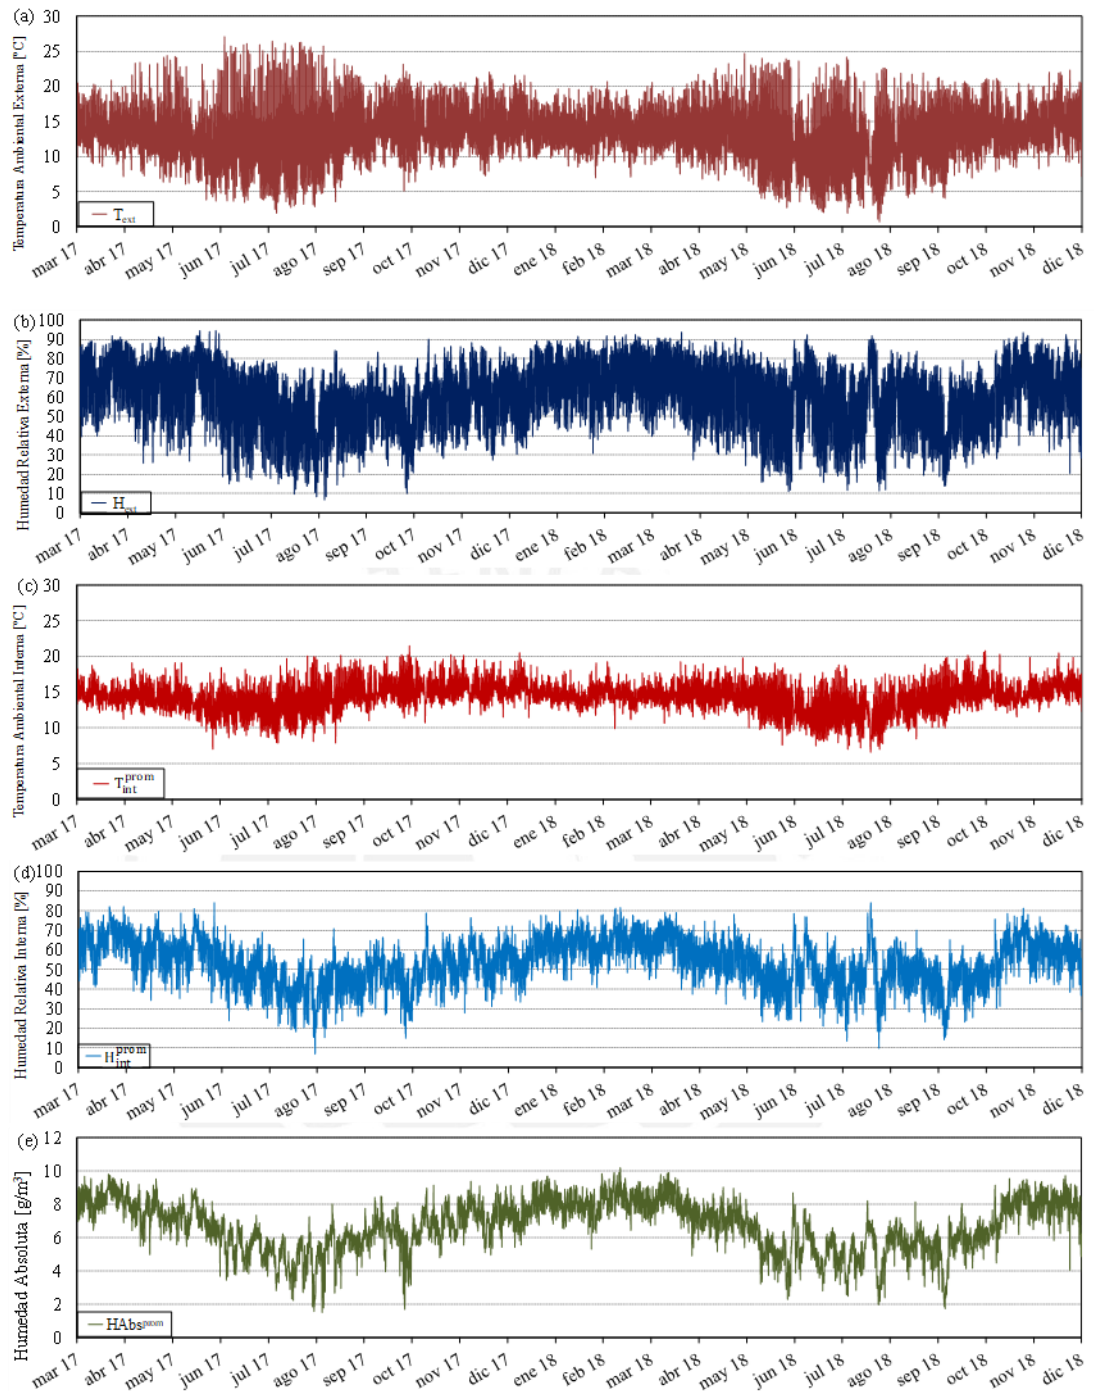 (a)
Temperatura Ambiental Externa [°C]
30
25
20
15
10
5
0
T ext
mar 17 abr 17 may 17 jun 17 jul 17 ago 17 sep 17 oct 17 nov 17 dic 17 ene 18 feb 18 mar 18 abr 18 may 18 jun 18 jul 18 ago 18 sep 18 oct 18 nov 18 dic 18
(b)
Humedad Relativa Externa [%]
100
90
80
70
60
50
40
30
20
10
0
H ext
mar 17 abr 17 may 17 jun 17 jul 17 ago 17 sep 17 oct 17 nov 17 dic 17 ene 18 feb 18 mar 18 abr 18 may 18 jun 18 jul 18 ago 18 sep 18 oct 18 nov 18 dic 18
(c)
Temperatura Ambiental Interna [°C]
30
25
20
15
10
5
0
T int prom
mar 17 abr 17 may 17 jun 17 jul 17 ago 17 sep 17 oct 17 nov 17 dic 17 ene 18 feb 18 mar 18 abr 18 may 18 jun 18 jul 18 ago 18 sep 18 oct 18 nov 18 dic 18
(d)
Humedad Relativa Interna [%]
100
90
80
70
60
50
40
30
20
10
0
H int prom
mar 17 abr 17 may 17 jun 17 jul 17 ago 17 sep 17 oct 17 nov 17 dic 17 ene 18 feb 18 mar 18 abr 18 may 18 jun 18 jul 18 ago 18 sep 18 oct 18 nov 18 dic 18
(e)
Humedad Absoluta [g/m³]
12
10
8
6
4
2
0
HAbs prom
mar 17 abr 17 may 17 jun 17 jul 17 ago 17 sep 17 oct 17 nov 17 dic 17 ene 18 feb 18 mar 18 abr 18 may 18 jun 18 jul 18 ago 18 sep 18 oct 18 nov 18 dic 18